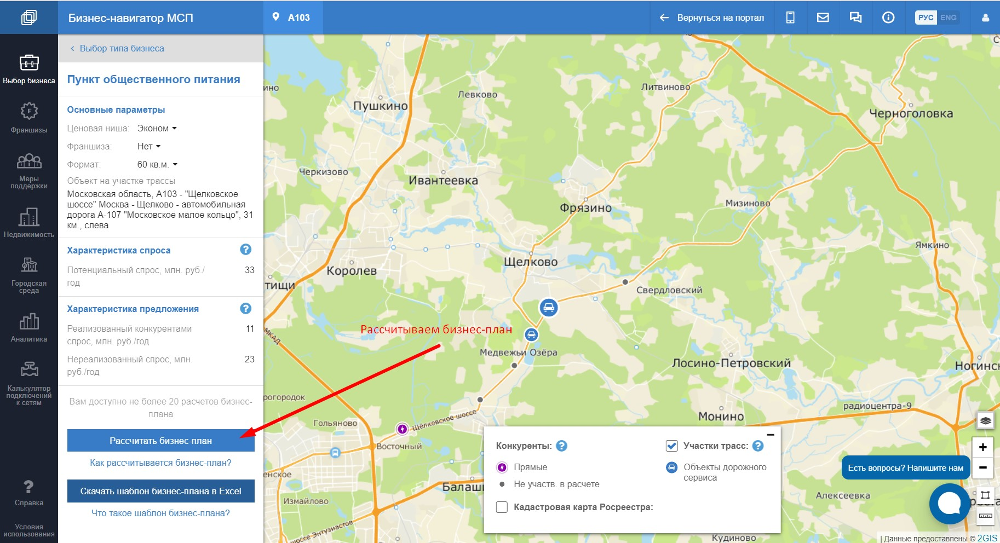 Бизнес-навигатор МСП
А103
Вернуться на портал
РУС
ENG
Выбор бизнеса
Франшизы
Меры
поддержки
Недвижимость
Городская
среда
Аналитика
Калькулятор
подключений
к сетям
Справка
Условия
использования
Выбор типа бизнеса
Пункт общественного питания
Основные параметры
Ценовая ниша: Эконом
Франшиза: Нет
Формат: 60 кв.м.
Объект на участке трассы
Московская область, А103 - "Щелковское
шоссе" Москва - Щелково - автомобильная
дорога А-107 "Московское малое кольцо", 31
км., слева
Характеристика спроса
Потенциальный спрос, млн. руб./
год
33
Характеристика предложения
Реализованный конкурентами
спрос, млн. руб./год
11
Нереализованный спрос, млн.
руб./год
23
Вам доступно не более 20 расчетов бизнес-
плана
Рассчитать бизнес-план
Как рассчитывается бизнес-план?
Скачать шаблон бизнес-плана в Excel
Что такое шаблон бизнес-плана?
ино
Левково
Литвиново
Пушкино
Черноголовка
Черкизово
Ивантеевка
Мизиново
Фрязино
Ямкино
Щелково
Королев
тищи
Свердловский
Рассчитываем бизнес-план
МКАД
Медвежьи Озёра
Лосино-Петровский
Ногинск
рогородок
радиоцентра-9
Монино
Гольяново
Щёлковское шоссе
Восточный
енское
Балаши
Измайлово
Алексеевка
шоссе Энтузиастов
Кудиново
Конкуренты:
Прямые
Не участв. в расчете
Участки трасс:
Объекты дорожного
сервиса
Кадастровая карта Росреестра:
Есть вопросы? Напишите нам
| Данные предоставлены © 2GIS